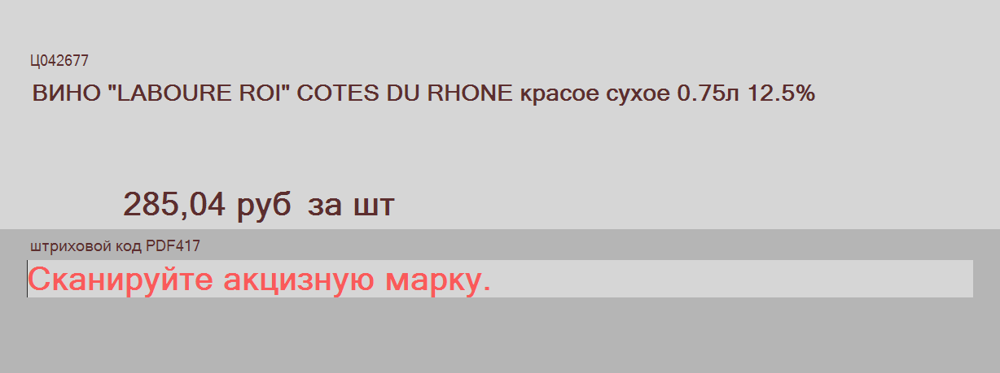 Ц042677
ВИНО "LABOURE ROI" COTES DU RHONE красое сухое 0.75л 12.5%
285,04 руб за шт
штриховой код PDF417
Сканируйте акцизную марку.